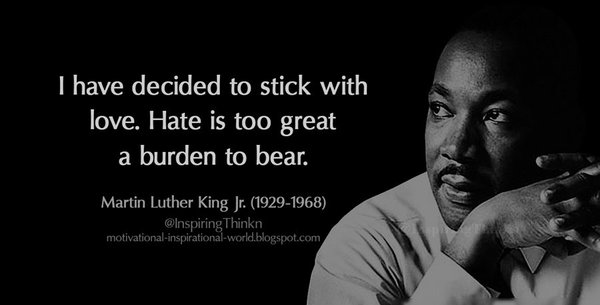 I have decided to stick with
love. Hate is too great
a burden to bear.
Martin Luther King Jr. (1929-1968)
@InspiringThinkn
motivational-inspirational-world.blogspot.com